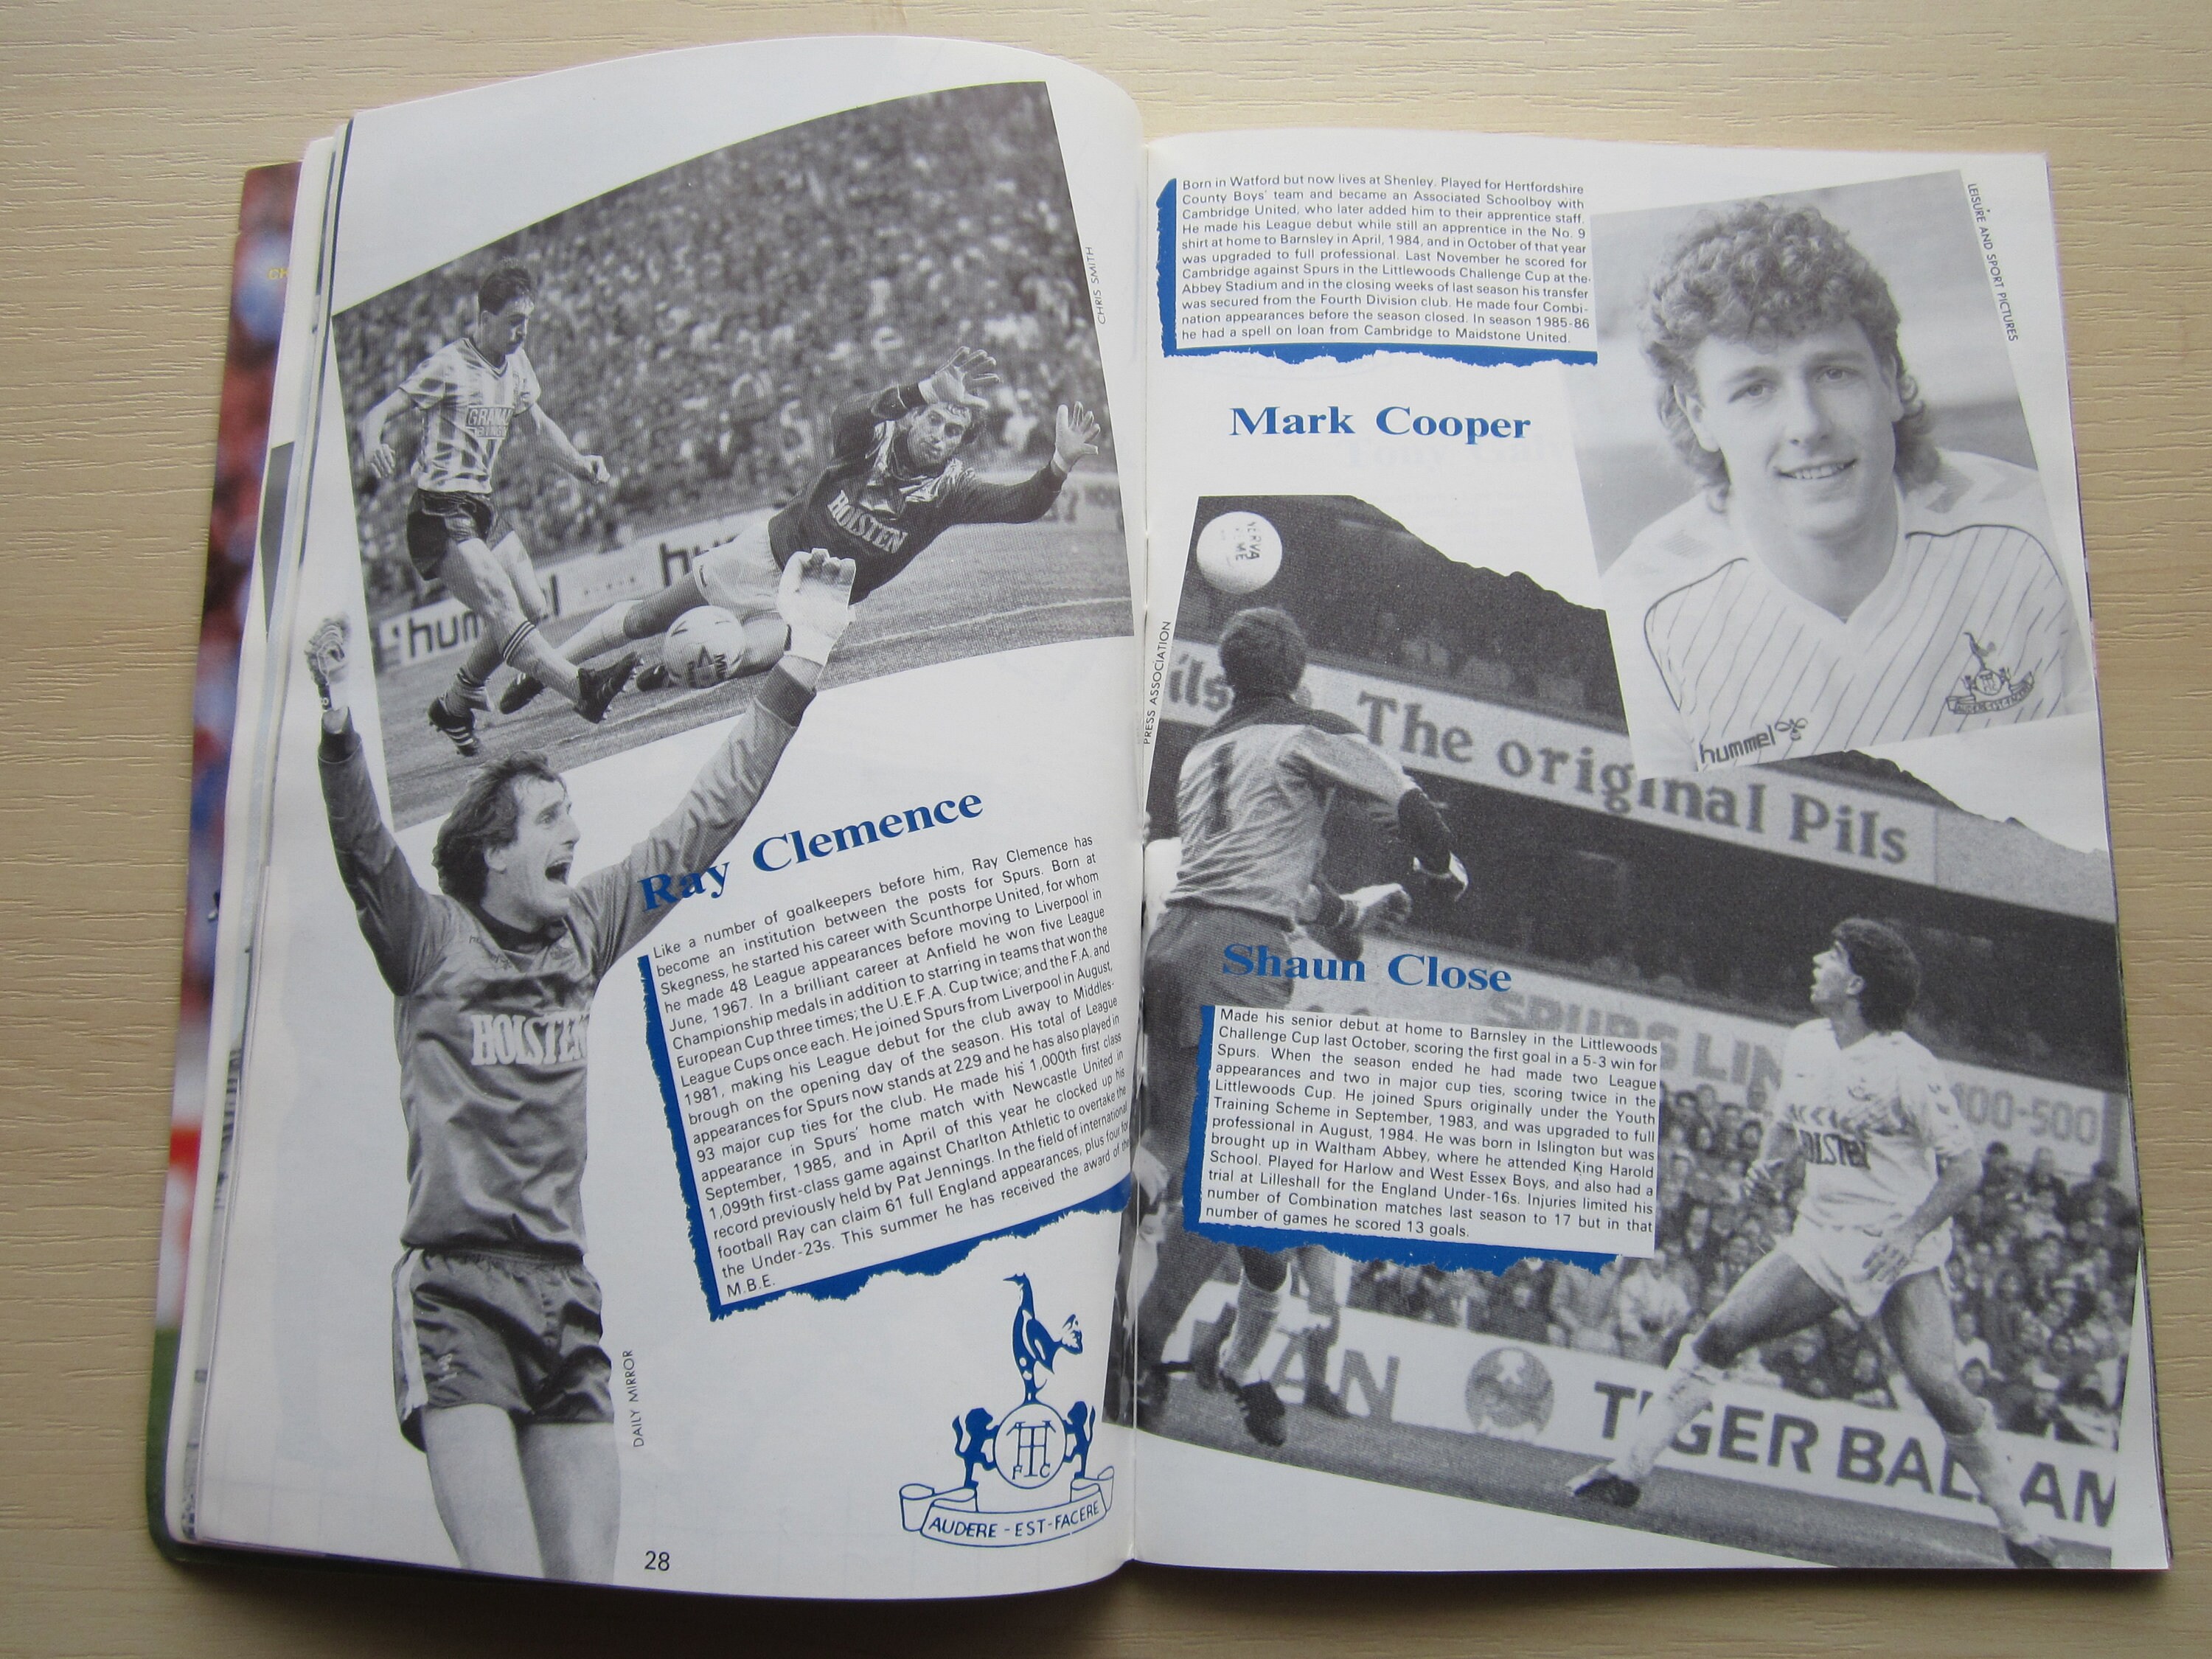 CHRIS SMITH
GRANADA
HOLSTEN
hummel
hum
Ray Clemence
Like a number of goalkeepers before him, Ray Clemence has
become an institution between the posts for Spurs. Born at
Skegness, he started his career with Scunthorpe United, for whom
he made 48 League appearances before moving to Liverpool in
June, 1967. In a brilliant career at Anfield he won five League
Championship medals in addition to starring in teams that won the
European Cup three times; the U.E.F.A. Cup twice; and the F.A. and
League Cups once each. He joined Spurs from Liverpool in August,
1981, making his League debut for the club away to Middles-
brough on the opening day of the season. His total of League
appearances for Spurs now stands at 229 and he has also played in
93 major cup ties for the club. He made his 1,000th first class
appearance in Spurs' home match with Newcastle United in
September, 1985, and in April of this year he clocked up his
1,099th first-class game against Charlton Athletic to overtake the
record previously held by Pat Jennings. In the field of international
football Ray can claim 61 full England appearances, plus four for
the Under-23s. This summer he has received the award of the
M.B.E.
HOLSTEN
DAILY MIRROR
THFC
AUDERE-EST-FACERE
28
Born in Watford but now lives at Shenley. Played for Hertfordshire
County Boys' team and became an Associated Schoolboy with
Cambridge United, who later added him to their apprentice staff.
He made his League debut while still an apprentice in the No. 9
shirt at home to Barnsley in April, 1984, and in October of that year
was upgraded to full professional. Last November he scored for
Cambridge against Spurs in the Littlewoods Challenge Cup at the
Abbey Stadium and in the closing weeks of last season his transfer
was secured from the Fourth Division club. He made four Combi-
nation appearances before the season closed. In season 1985-86
he had a spell on loan from Cambridge to Maidstone United.
LEISURE AND SPORT PICTURES
Mark Cooper
AUDERE-EST-FACERE
hummel
PRESS ASSOCIATION
ils
The original Pils
1
Shaun Close
SPURS LIN
100-500
Made his senior debut at home to Barnsley in the Littlewoods
Challenge Cup last October, scoring the first goal in a 5-3 win for
Spurs. When the season ended he had made two League
appearances and two in major cup ties, scoring twice in the
Littlewoods Cup. He joined Spurs originally under the Youth
Training Scheme in September, 1983, and was upgraded to full
professional in August, 1984. He was born in Islington but was
brought up in Waltham Abbey, where he attended King Harold
School. Played for Harlow and West Essex Boys, and also had a
trial at Lilleshall for the England Under-16s. Injuries limited his
number of Combination matches last season to 17 but in that
number of games he scored 13 goals.
HOLSTEN
AN
TIGER BALM AM